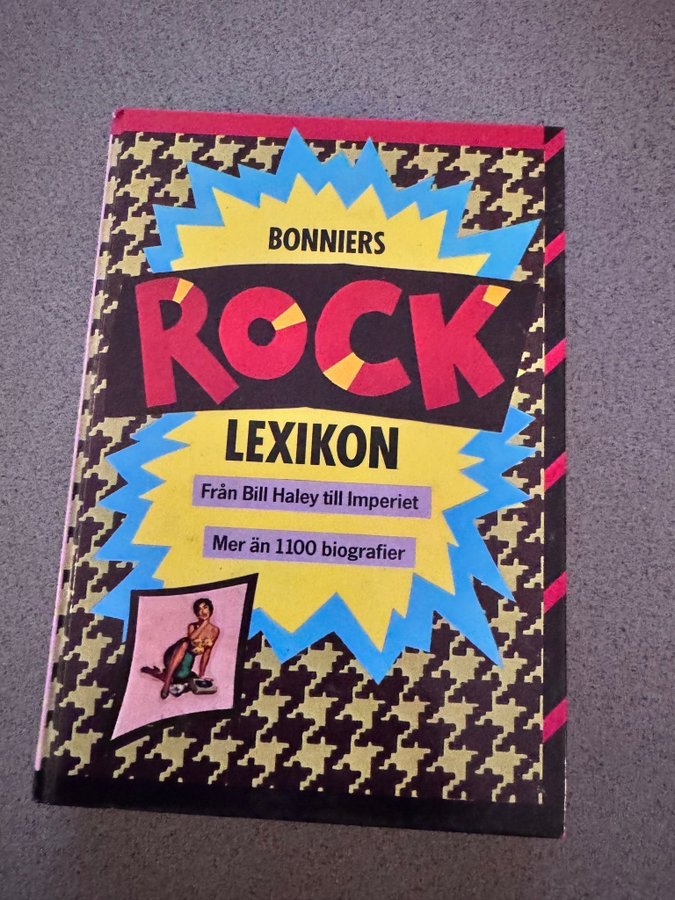 BONNIERS
ROCK
LEXIKON
Från Bill Haley till Imperiet
Mer än 1100 biografier